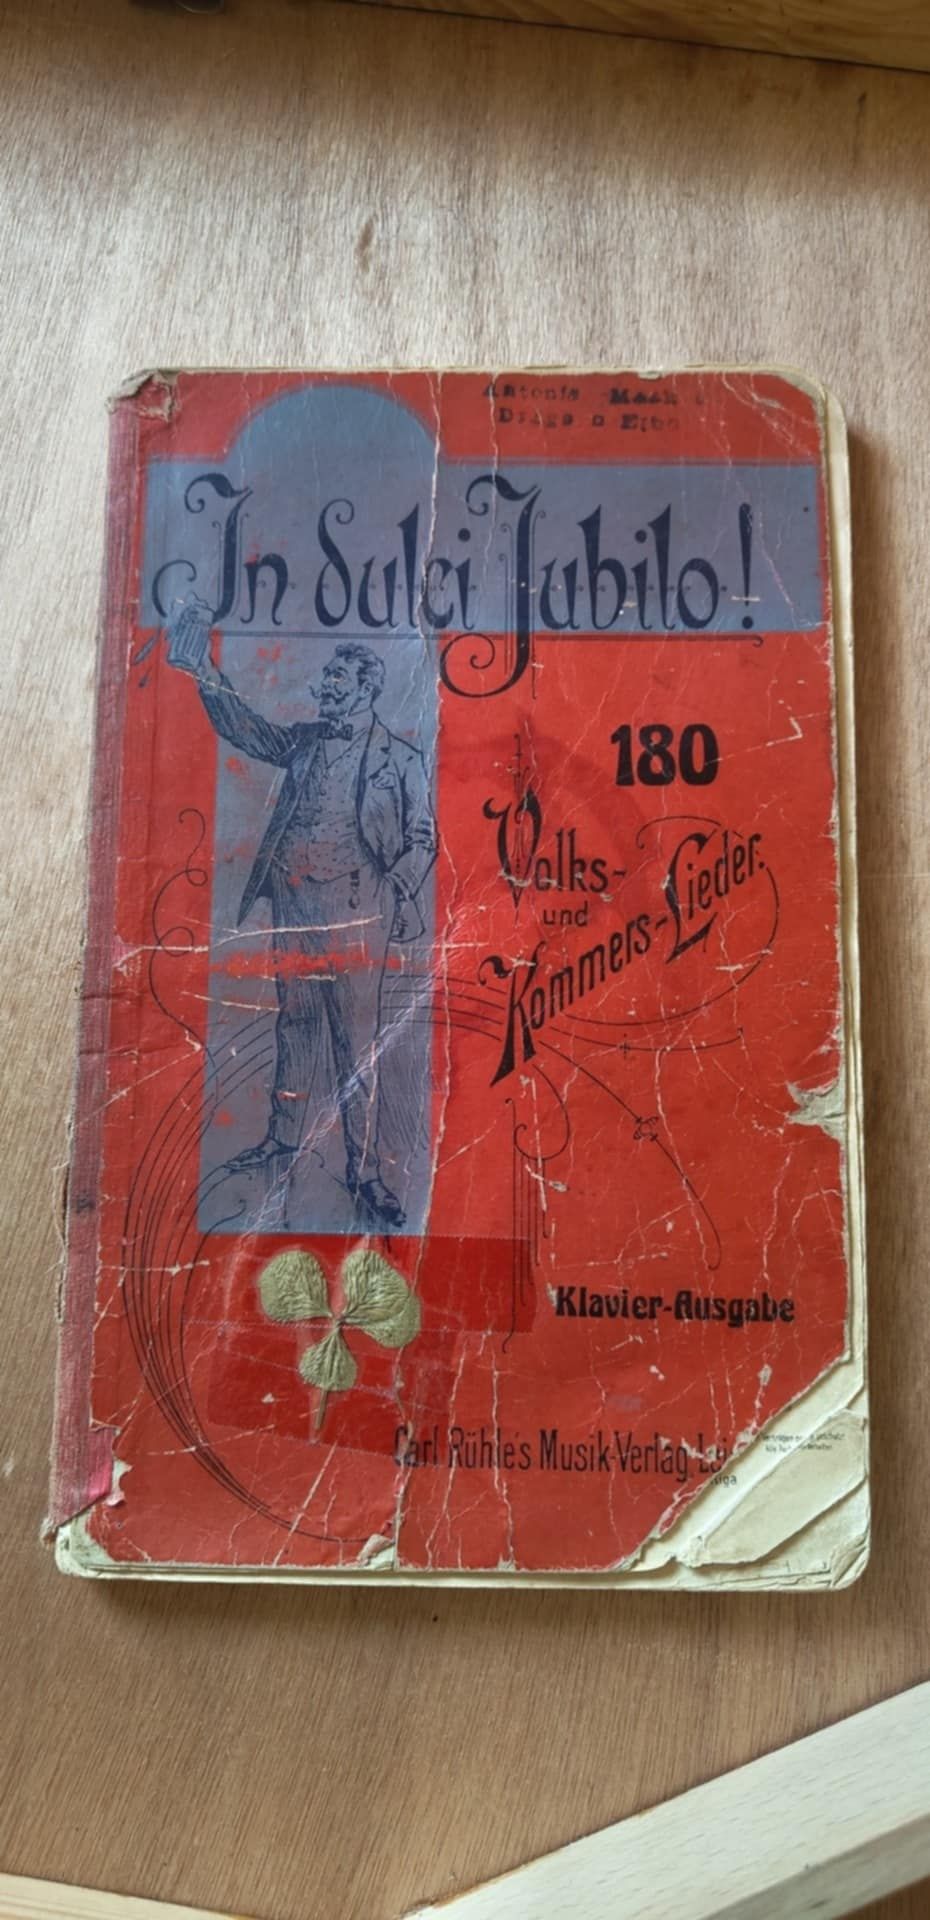 In dulci Jubilo!
180
Volks-
und
Kommers-Lieder.
Klavier-Ausgabe
Carl Rühle's Musik-Verlag